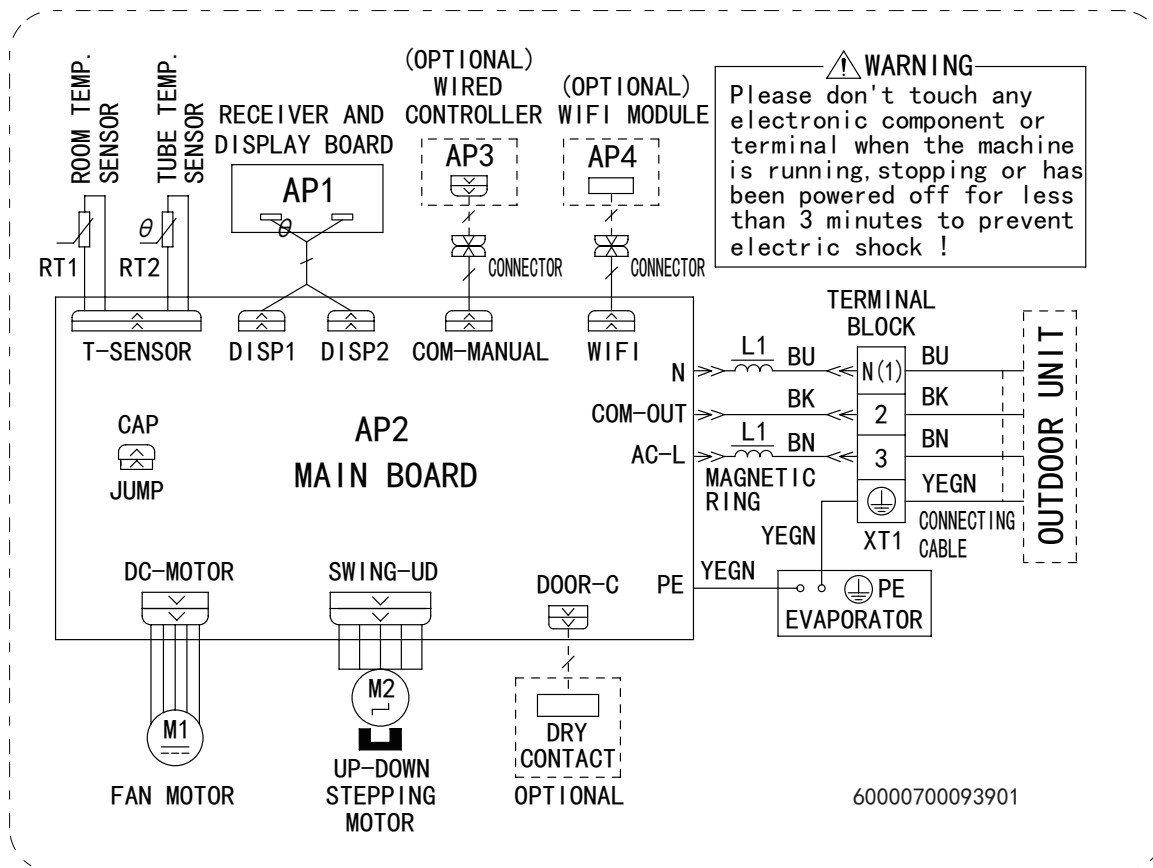 ROOM TEMP.
SENSOR
TUBE TEMP.
SENSOR
RECEIVER AND
DISPLAY BOARD
(OPTIONAL)
WIRED
CONTROLLER
(OPTIONAL)
WIFI MODULE
WARNING
Please don't touch any
electronic component or
terminal when the machine
is running,stopping or has
been powered off for less
than 3 minutes to prevent
electric shock !
AP1
AP3
AP4
θ
θ
RT1
RT2
CONNECTOR
CONNECTOR
T-SENSOR
DISP1
DISP2
COM-MANUAL
WIFI
TERMINAL
BLOCK
N
L1
BU
N(1)
BU
COM-OUT
BK
2
BK
AC-L
L1
BN
3
BN
MAGNETIC
RING
YEGN
XT1
YEGN
CONNECTING
CABLE
OUTDOOR UNIT
CAP
JUMP
AP2
MAIN BOARD
DC-MOTOR
SWING-UD
DOOR-C
PE
YEGN
PE
EVAPORATOR
M1
FAN MOTOR
M2
UP-DOWN
STEPPING
MOTOR
DRY
CONTACT
OPTIONAL
60000700093901